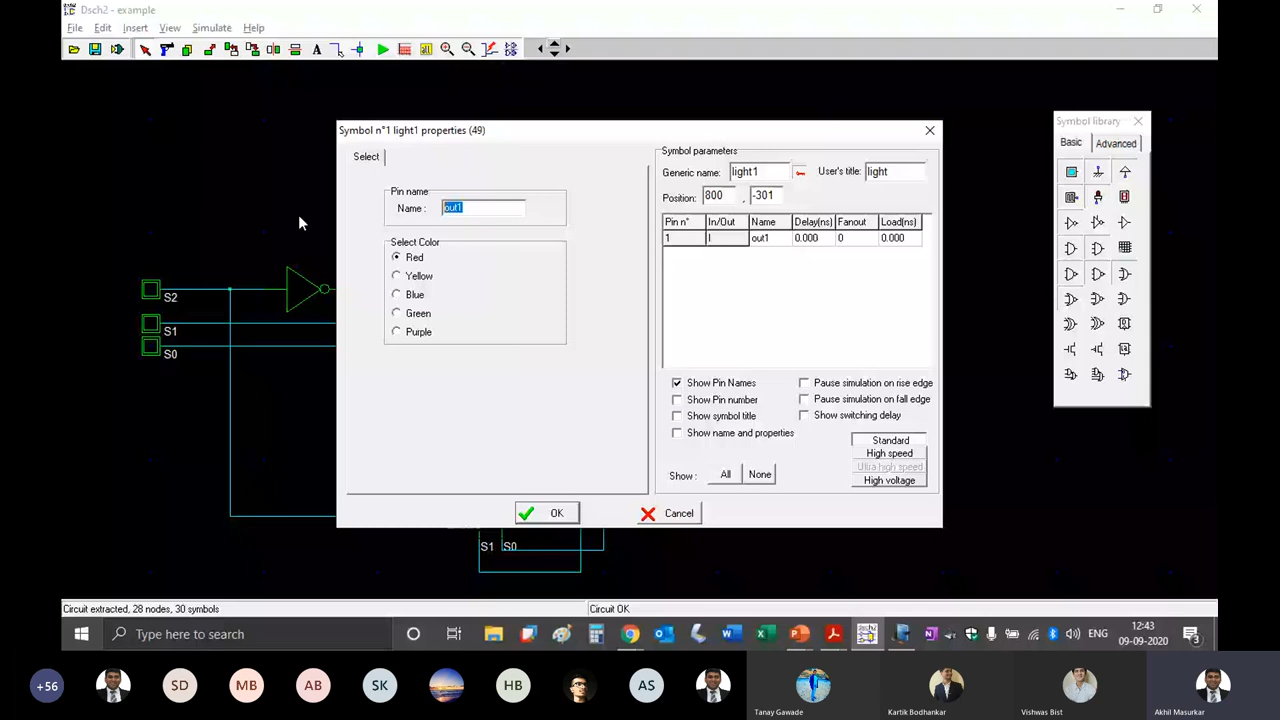 Dsch2 - example
File Edit Insert View Simulate Help
Symbol n°1 light1 properties (49)
Select
Pin name
Name : out1
Select Color
Red
Yellow
Blue
Green
Purple
Symbol parameters
Generic name: light1 User's title: light
Position: 800 , -301
Pin n° In/Out Name Delay(ns) Fanout Load(ns)
1 I out1 0.000 0 0.000
Show Pin Names
Show Pin number
Show symbol title
Show name and properties
Pause simulation on rise edge
Pause simulation on fall edge
Show switching delay
Standard
High speed
Ultra high speed
High voltage
Show : All None
OK Cancel
Symbol library
Basic Advanced
S2
S1
S0
S1 S0
Circuit extracted, 28 nodes, 30 symbols
Circuit OK
Type here to search
ENG
12:43
09-09-2020
3
+56
SD
MB
AB
SK
HB
AS
Tanay Gawade
Kartik Bodhankar
Vishwas Bist
Akhil Masurkar